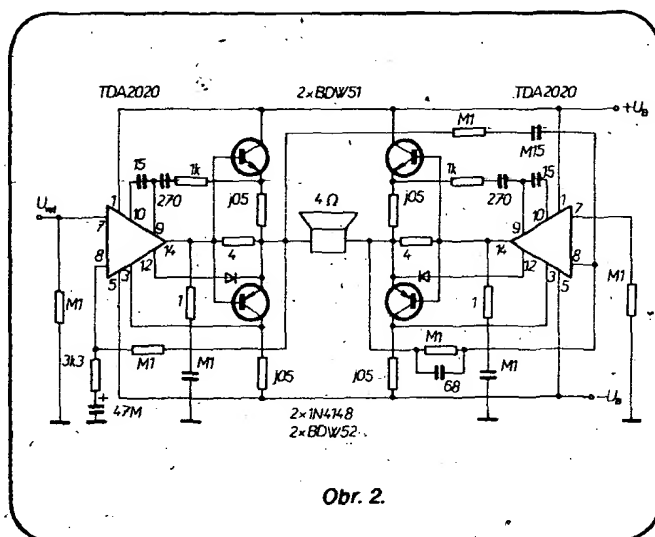 TDA2020 2×BDW51 TDA2020
+U_B
M1
M15
15 1k
1k 15
270
270
j05
j05
4 Ω
1 10 9
9 10 1
U_vst
7
7
14 4
4 14
8 12
12 8
5 3
3 5
M1
1
1
M1
3k3 M1
M1
47M
M1
j05
68
j05
M1
-U_B
2×1N4148
2×BDW52
Obr. 2.